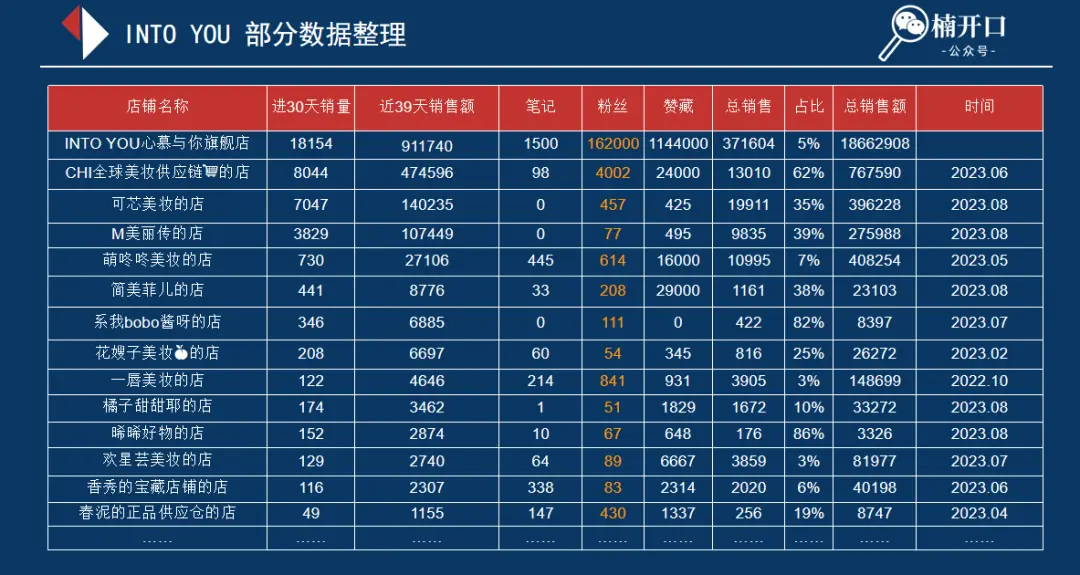 INTO YOU 部分数据整理
楠开口
-公众号-
店铺名称 进30天销量 近39天销售额 笔记 粉丝 赞藏 总销售 占比 总销售额 时间
INTO YOU心慕与你旗舰店 18154 911740 1500 162000 1144000 371604 5% 18662908
CHI全球美妆供应链🛒的店 8044 474596 98 4002 24000 13010 62% 767590 2023.06
可芯美妆的店 7047 140235 0 457 425 19911 35% 396228 2023.08
M美丽传的店 3829 107449 0 77 495 9835 39% 275988 2023.08
萌咚咚美妆的店 730 27106 445 614 16000 10995 7% 408254 2023.05
简美菲儿的店 441 8776 33 208 29000 1161 38% 23103 2023.08
系我bobo酱呀的店 346 6885 0 111 0 422 82% 8397 2023.07
花嫂子美妆🍎的店 208 6697 60 54 345 816 25% 26272 2023.02
一唇美妆的店 122 4646 214 841 931 3905 3% 148699 2022.10
橘子甜甜耶的店 174 3462 1 51 1829 1672 10% 33272 2023.08
晞晞好物的店 152 2874 10 67 648 176 86% 3326 2023.08
欢星芸美妆的店 129 2740 64 89 6667 3859 3% 81977 2023.07
香秀的宝藏店铺的店 116 2307 338 83 2314 2020 6% 40198 2023.06
春泥的正品供应仓的店 49 1155 147 430 1337 256 19% 8747 2023.04
…… …… …… …… …… …… …… …… …… ……